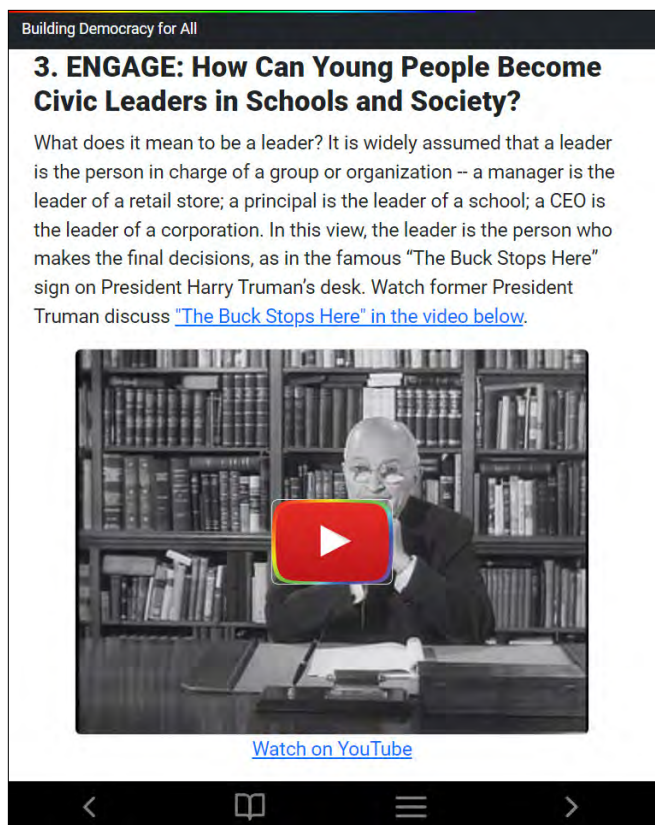 Building Democracy for All
3. ENGAGE: How Can Young People Become
Civic Leaders in Schools and Society?
What does it mean to be a leader? It is widely assumed that a leader
is the person in charge of a group or organization -- a manager is the
leader of a retail store; a principal is the leader of a school; a CEO is
the leader of a corporation. In this view, the leader is the person who
makes the final decisions, as in the famous “The Buck Stops Here”
sign on President Harry Truman’s desk. Watch former President
Truman discuss "The Buck Stops Here" in the video below.
Watch on YouTube